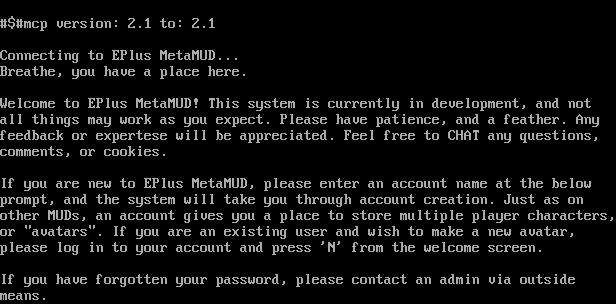 #$#mcp version: 2.1 to: 2.1
Connecting to EPlus MetaMUD...
Breathe, you have a place here.
Welcome to EPlus MetaMUD! This system is currently in development, and not
all things may work as you expect. Please have patience, and a feather. Any
feedback or expertese will be appreciated. Feel free to CHAT any questions,
comments, or cookies.
If you are new to EPlus MetaMUD, please enter an account name at the below
prompt, and the system will take you through account creation. Just as on
other MUDs, an account gives you a place to store multiple player characters,
or "avatars". If you are an existing user and wish to make a new avatar,
please log in to your account and press 'N' from the welcome screen.
If you have forgotten your password, please contact an admin via outside
means.